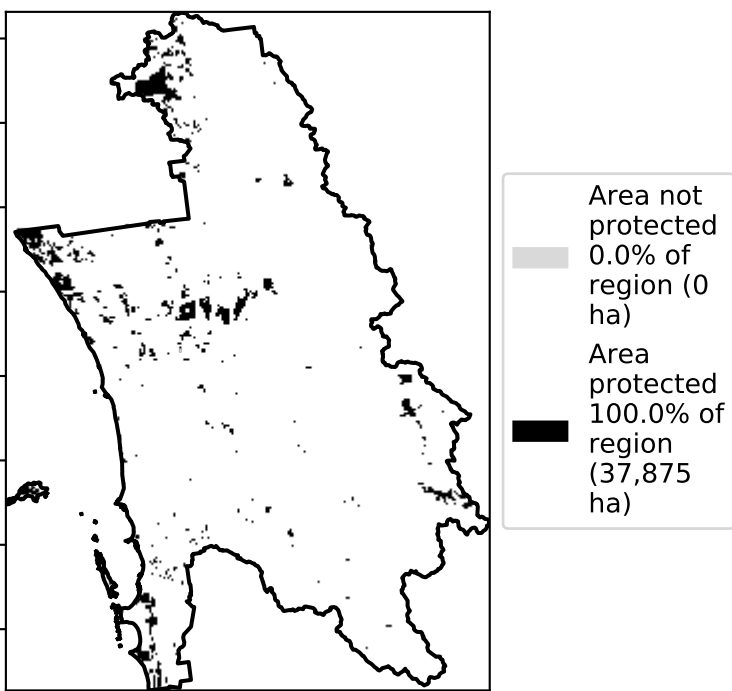 Area not
protected
0.0% of
region (0
ha)
Area
protected
100.0% of
region
(37,875
ha)